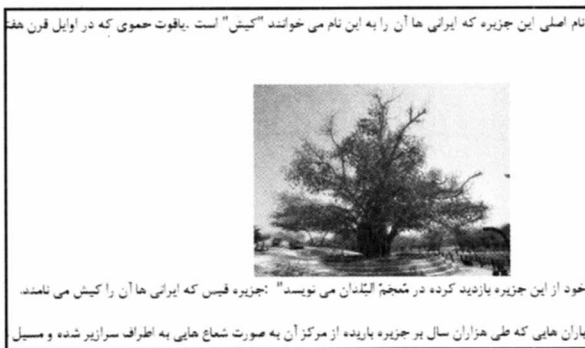 نام اصلی این جزیره که ایرانی ها آن را به این نام می خوانند "کیش" است .یاقوت حموی که در اوایل قرن هفت
خود از این جزیره بازدید کرده در مُعجَمُ البُلدان می نویسد" :جزیره قیس که ایرانی ها آن را کیش می نامند.
باران هایی که طی هزاران سال بر جزیره باریده از مرکز آن به صورت شعاع هایی به اطراف سرازیر شده و مسیل